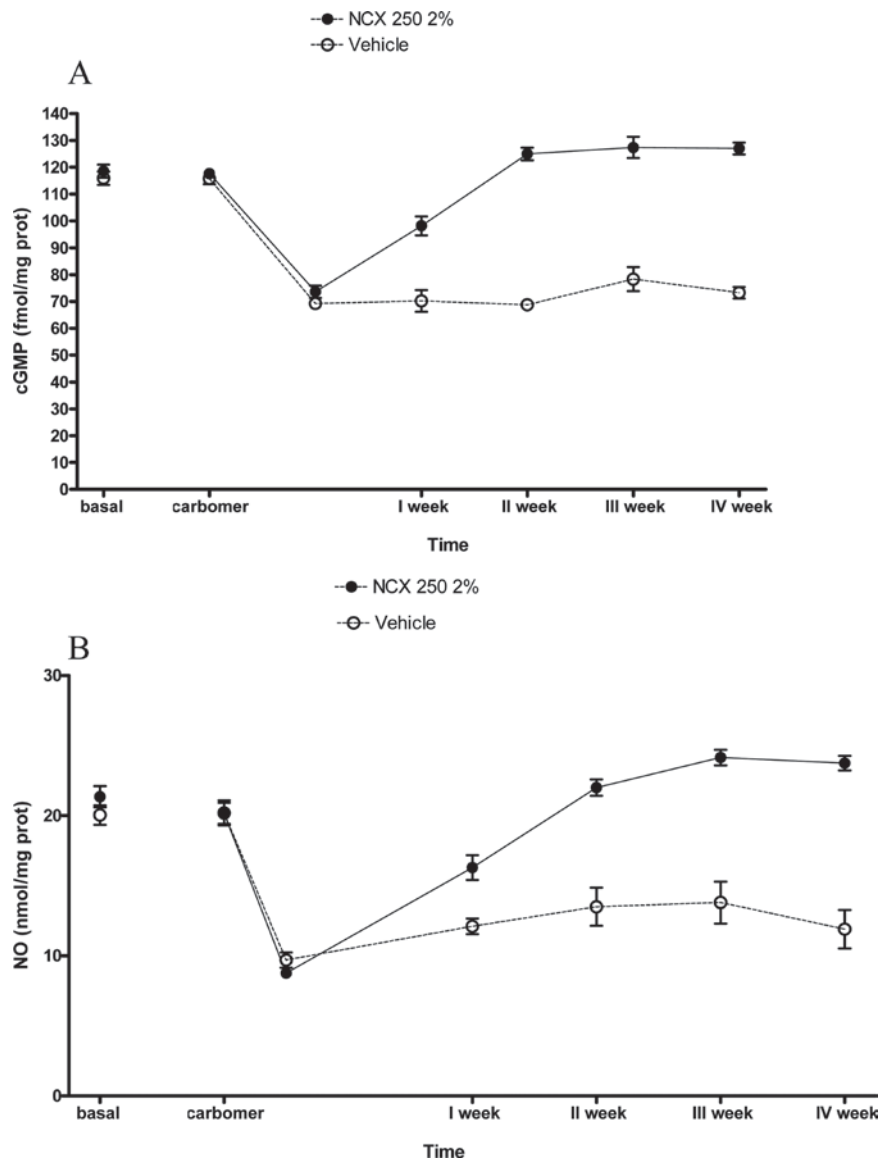 NCX 250 2%
Vehicle
A
140
130
120
110
100
90
80
70
60
50
40
30
20
10
0
cGMP (fmol/mg prot)
basal carbomer I week II week III week IV week
Time
NCX 250 2%
Vehicle
B
30
20
10
0
NO (nmol/mg prot)
basal carbomer I week II week III week IV week
Time